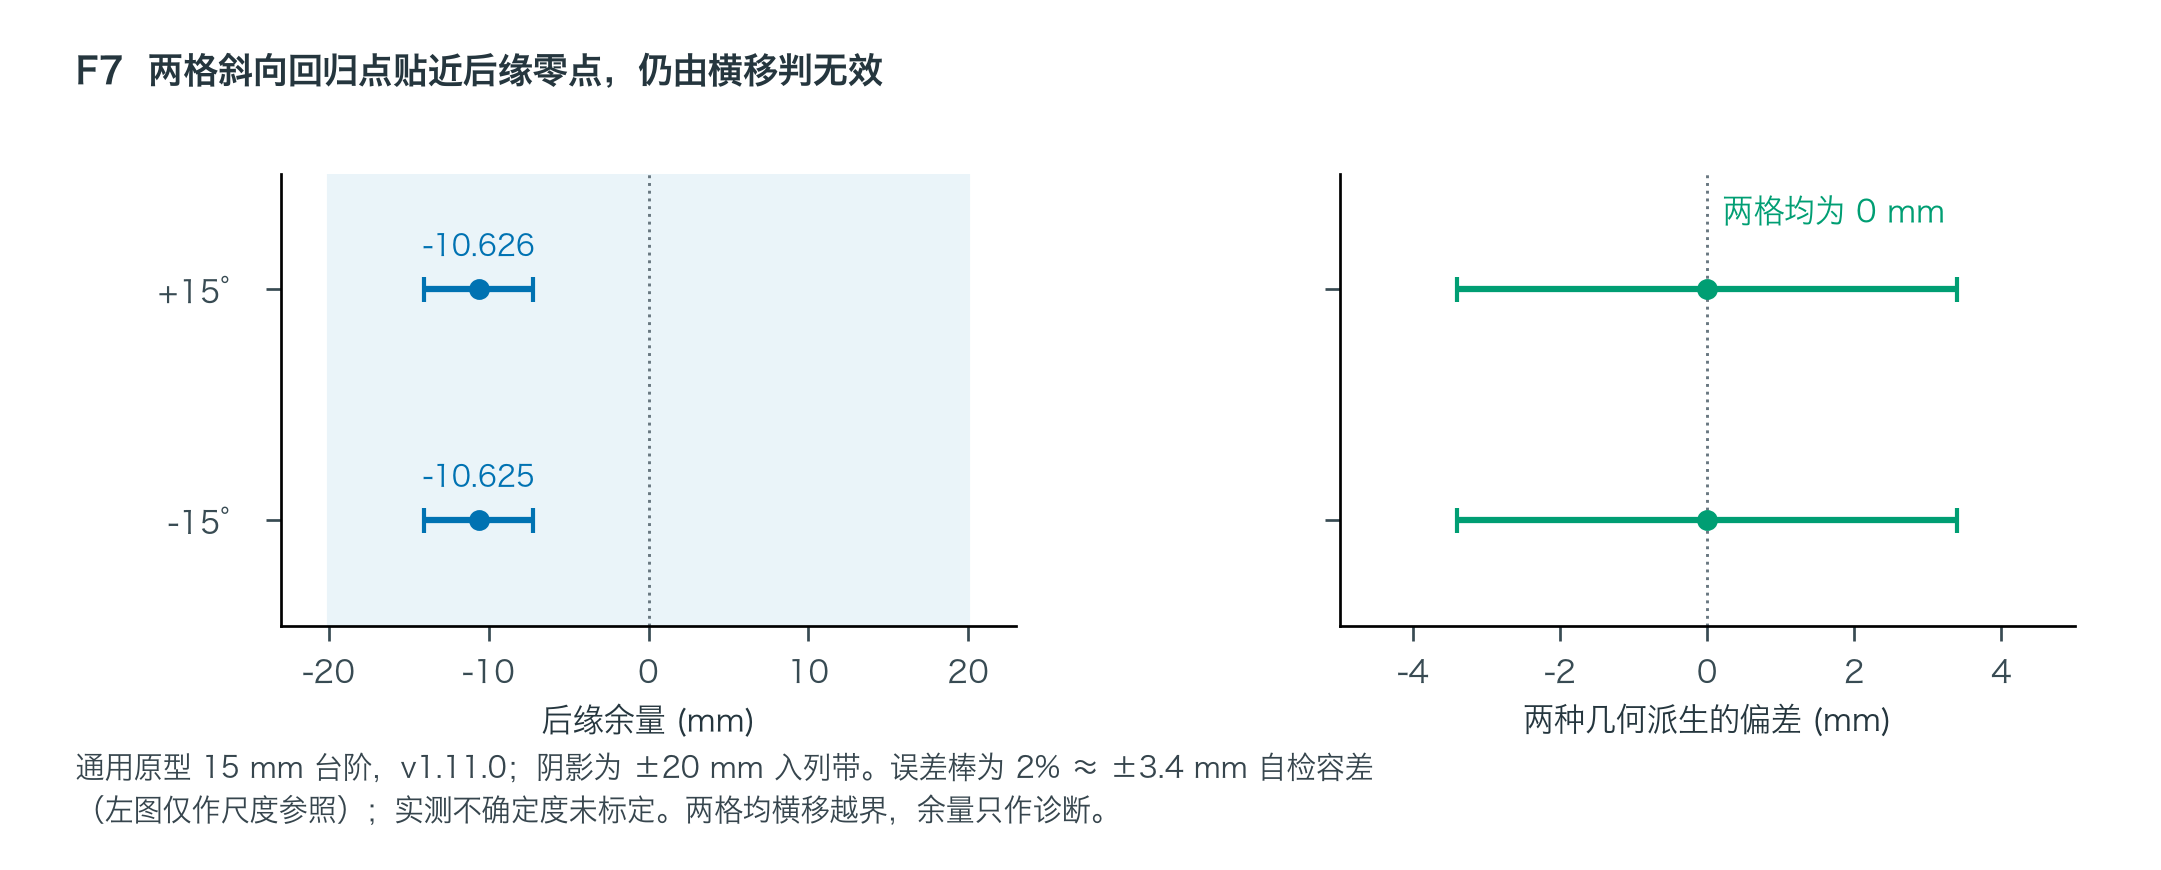 F7 两格斜向回归点贴近后缘零点，仍由横移判无效
-10.626
+15°
-10.625
-15°
-20 -10 0 10 20
后缘余量 (mm)
两格均为 0 mm
-4 -2 0 2 4
两种几何派生的偏差 (mm)
通用原型 15 mm 台阶，v1.11.0；阴影为 ±20 mm 入列带。误差棒为 2% ≈ ±3.4 mm 自检容差
（左图仅作尺度参照）；实测不确定度未标定。两格均横移越界，余量只作诊断。